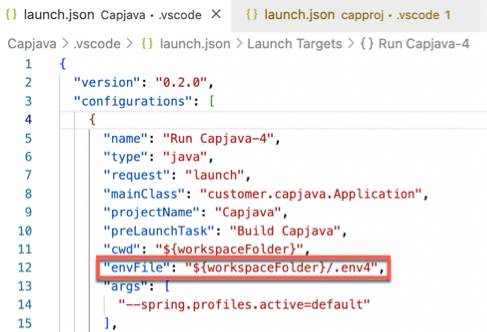 launch.json Capjava • .vscode × {} launch.json capproj • .vscode 1
Capjava > .vscode > {} launch.json > Launch Targets > {} Run Capjava-4
1 {
2 "version": "0.2.0",
3 "configurations": [
4 {
5 "name": "Run Capjava-4",
6 "type": "java",
7 "request": "launch",
8 "mainClass": "customer.capjava.Application",
9 "projectName": "Capjava",
10 "preLaunchTask": "Build Capjava",
11 "cwd": "${workspaceFolder}",
12 "envFile": "${workspaceFolder}/.env4",
13 "args": [
14 "--spring.profiles.active=default"
15 ],